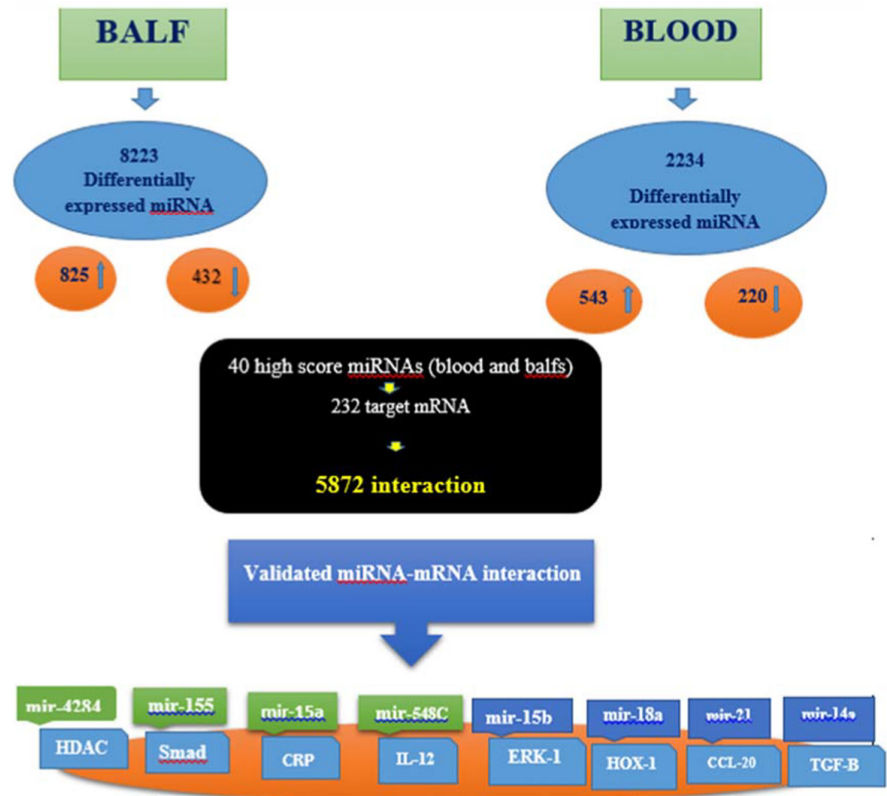 BALF
BLOOD
8223
Differentially
expressed miRNA
2234
Differentially
expressed miRNA
825
432
543
220
40 high score miRNAs (blood and balfs)
232 target mRNA
5872 interaction
Validated miRNA-mRNA interaction
mir-4284
mir-155
mir-15a
mir-548C
mir-15b
mir-18a
mir-21
HDAC
Smad
CRP
IL-12
ERK-1
HOX-1
CCL-20
TGF-B